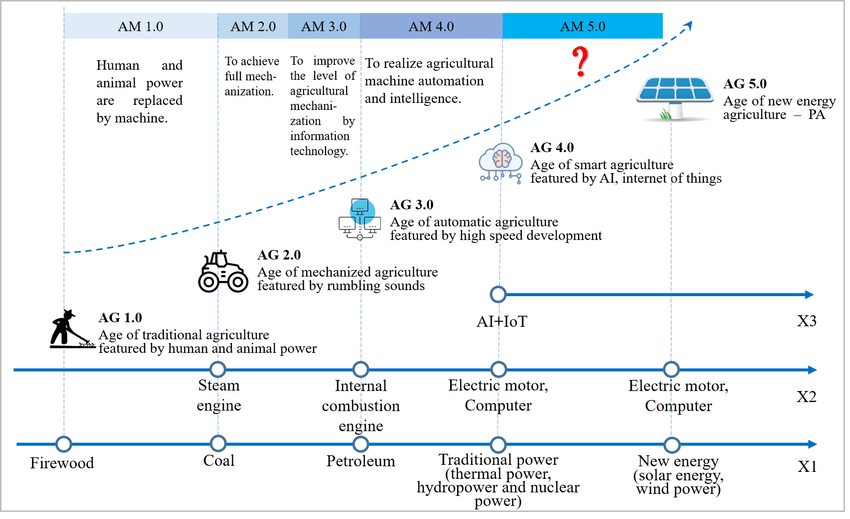 AM 1.0
AM 2.0
AM 3.0
AM 4.0
AM 5.0
Human and
animal power
are replaced
by machine.
To achieve
full mech-
anization.
To improve
the level of
agricultural
mechani-
zation by
information
technology.
To realize agricultural
machine automation
and intelligence.
?
AG 5.0
Age of new energy
agriculture – PA
AG 4.0
Age of smart agriculture
featured by AI, internet of things
AG 3.0
Age of automatic agriculture
featured by high speed development
AG 2.0
Age of mechanized agriculture
featured by rumbling sounds
AG 1.0
Age of traditional agriculture
featured by human and animal power
AI+IoT
X3
Steam
engine
Internal
combustion
engine
Electric motor,
Computer
Electric motor,
Computer
X2
Firewood
Coal
Petroleum
Traditional power
(thermal power,
hydropower and nuclear
power)
New energy
(solar energy,
wind power)
X1